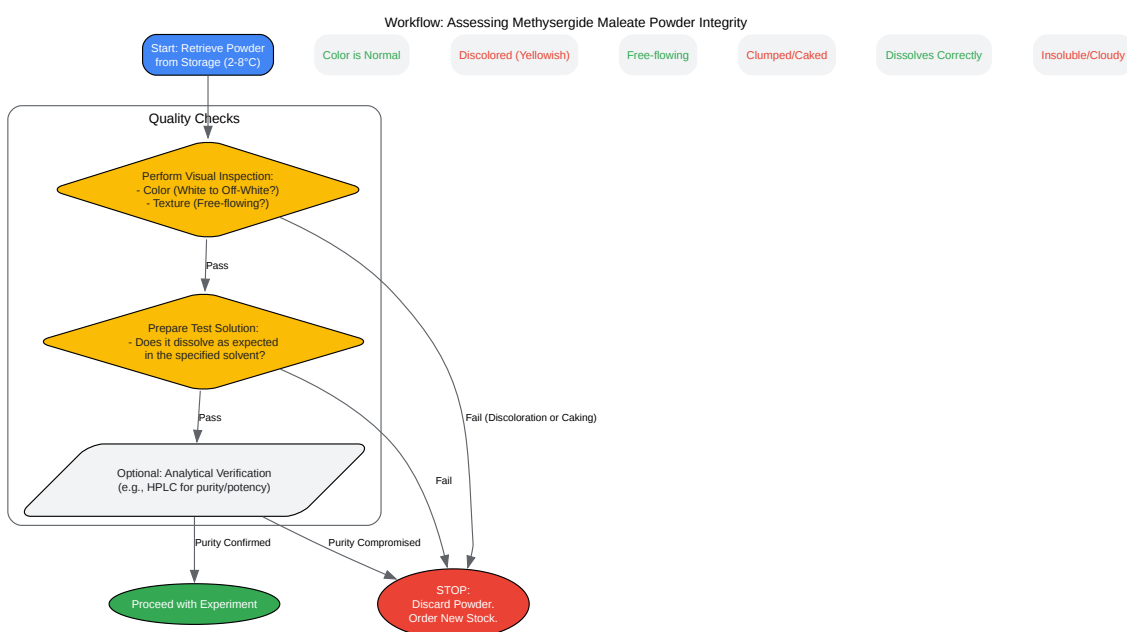 Workflow: Assessing Methysergide Maleate Powder Integrity
Start: Retrieve Powder
from Storage (2-8°C)
Color is Normal
Discolored (Yellowish)
Free-flowing
Clumped/Caked
Dissolves Correctly
Insoluble/Cloudy
Quality Checks
Perform Visual Inspection:
- Color (White to Off-White?)
- Texture (Free-flowing?)
Pass
Prepare Test Solution:
- Does it dissolve as expected
in the specified solvent?
Pass
Fail (Discoloration or Caking)
Optional: Analytical Verification
(e.g., HPLC for purity/potency)
Fail
Purity Confirmed
Purity Compromised
Proceed with Experiment
STOP:
Discard Powder.
Order New Stock.